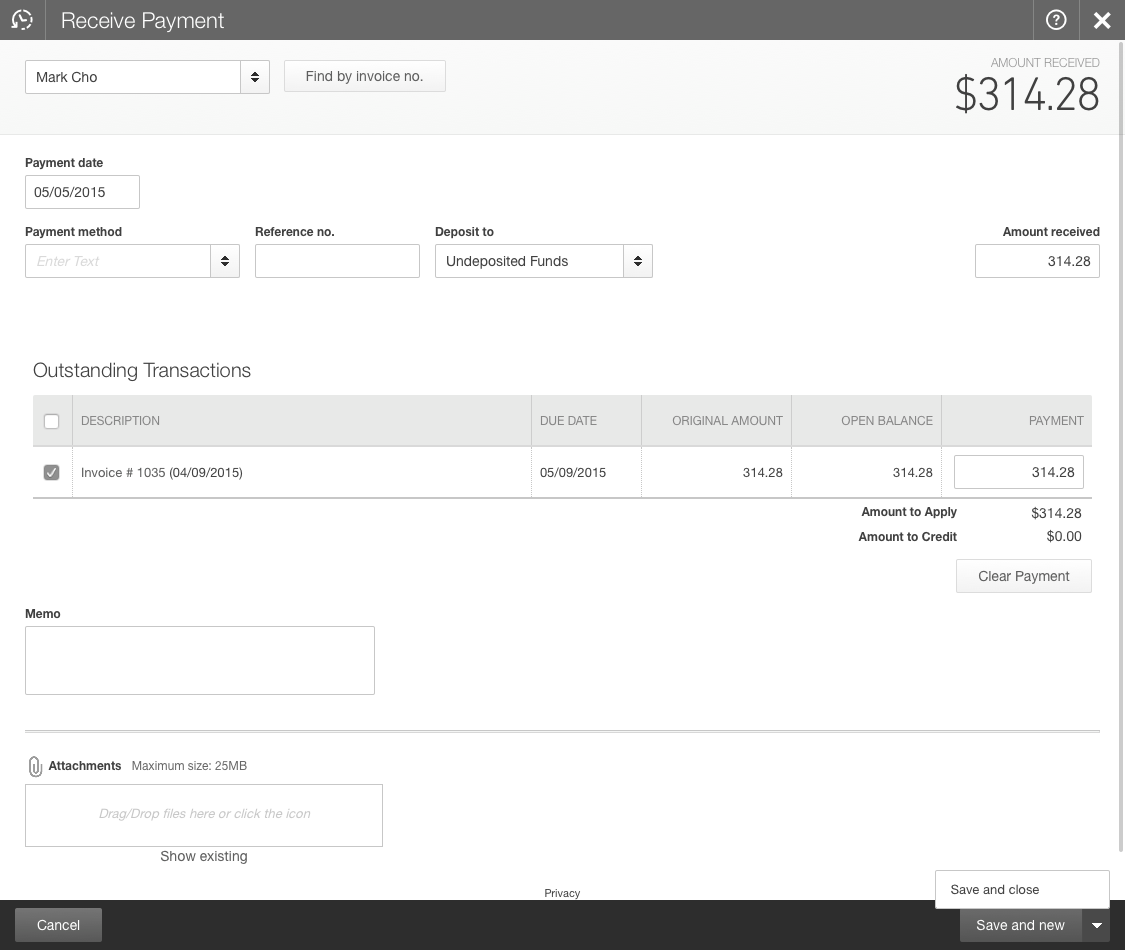 Receive Payment
Mark Cho
Find by invoice no.
AMOUNT RECEIVED
$314.28
Payment date
05/05/2015
Payment method Reference no. Deposit to Amount received
Enter Text Undeposited Funds 314.28
Outstanding Transactions
DESCRIPTION DUE DATE ORIGINAL AMOUNT OPEN BALANCE PAYMENT
Invoice # 1035 (04/09/2015) 05/09/2015 314.28 314.28 314.28
Amount to Apply $314.28
Amount to Credit $0.00
Clear Payment
Memo
Attachments Maximum size: 25MB
Drag/Drop files here or click the icon
Show existing
Privacy
Save and close
Cancel
Save and new